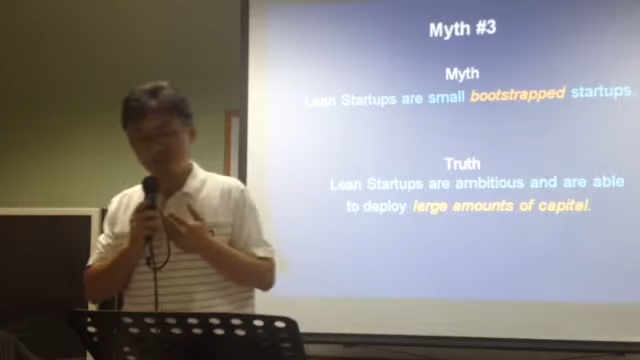 Myth #3
Myth
Lean Startups are small bootstrapped startups.
Truth
Lean Startups are ambitious and are able
to deploy large amounts of capital.